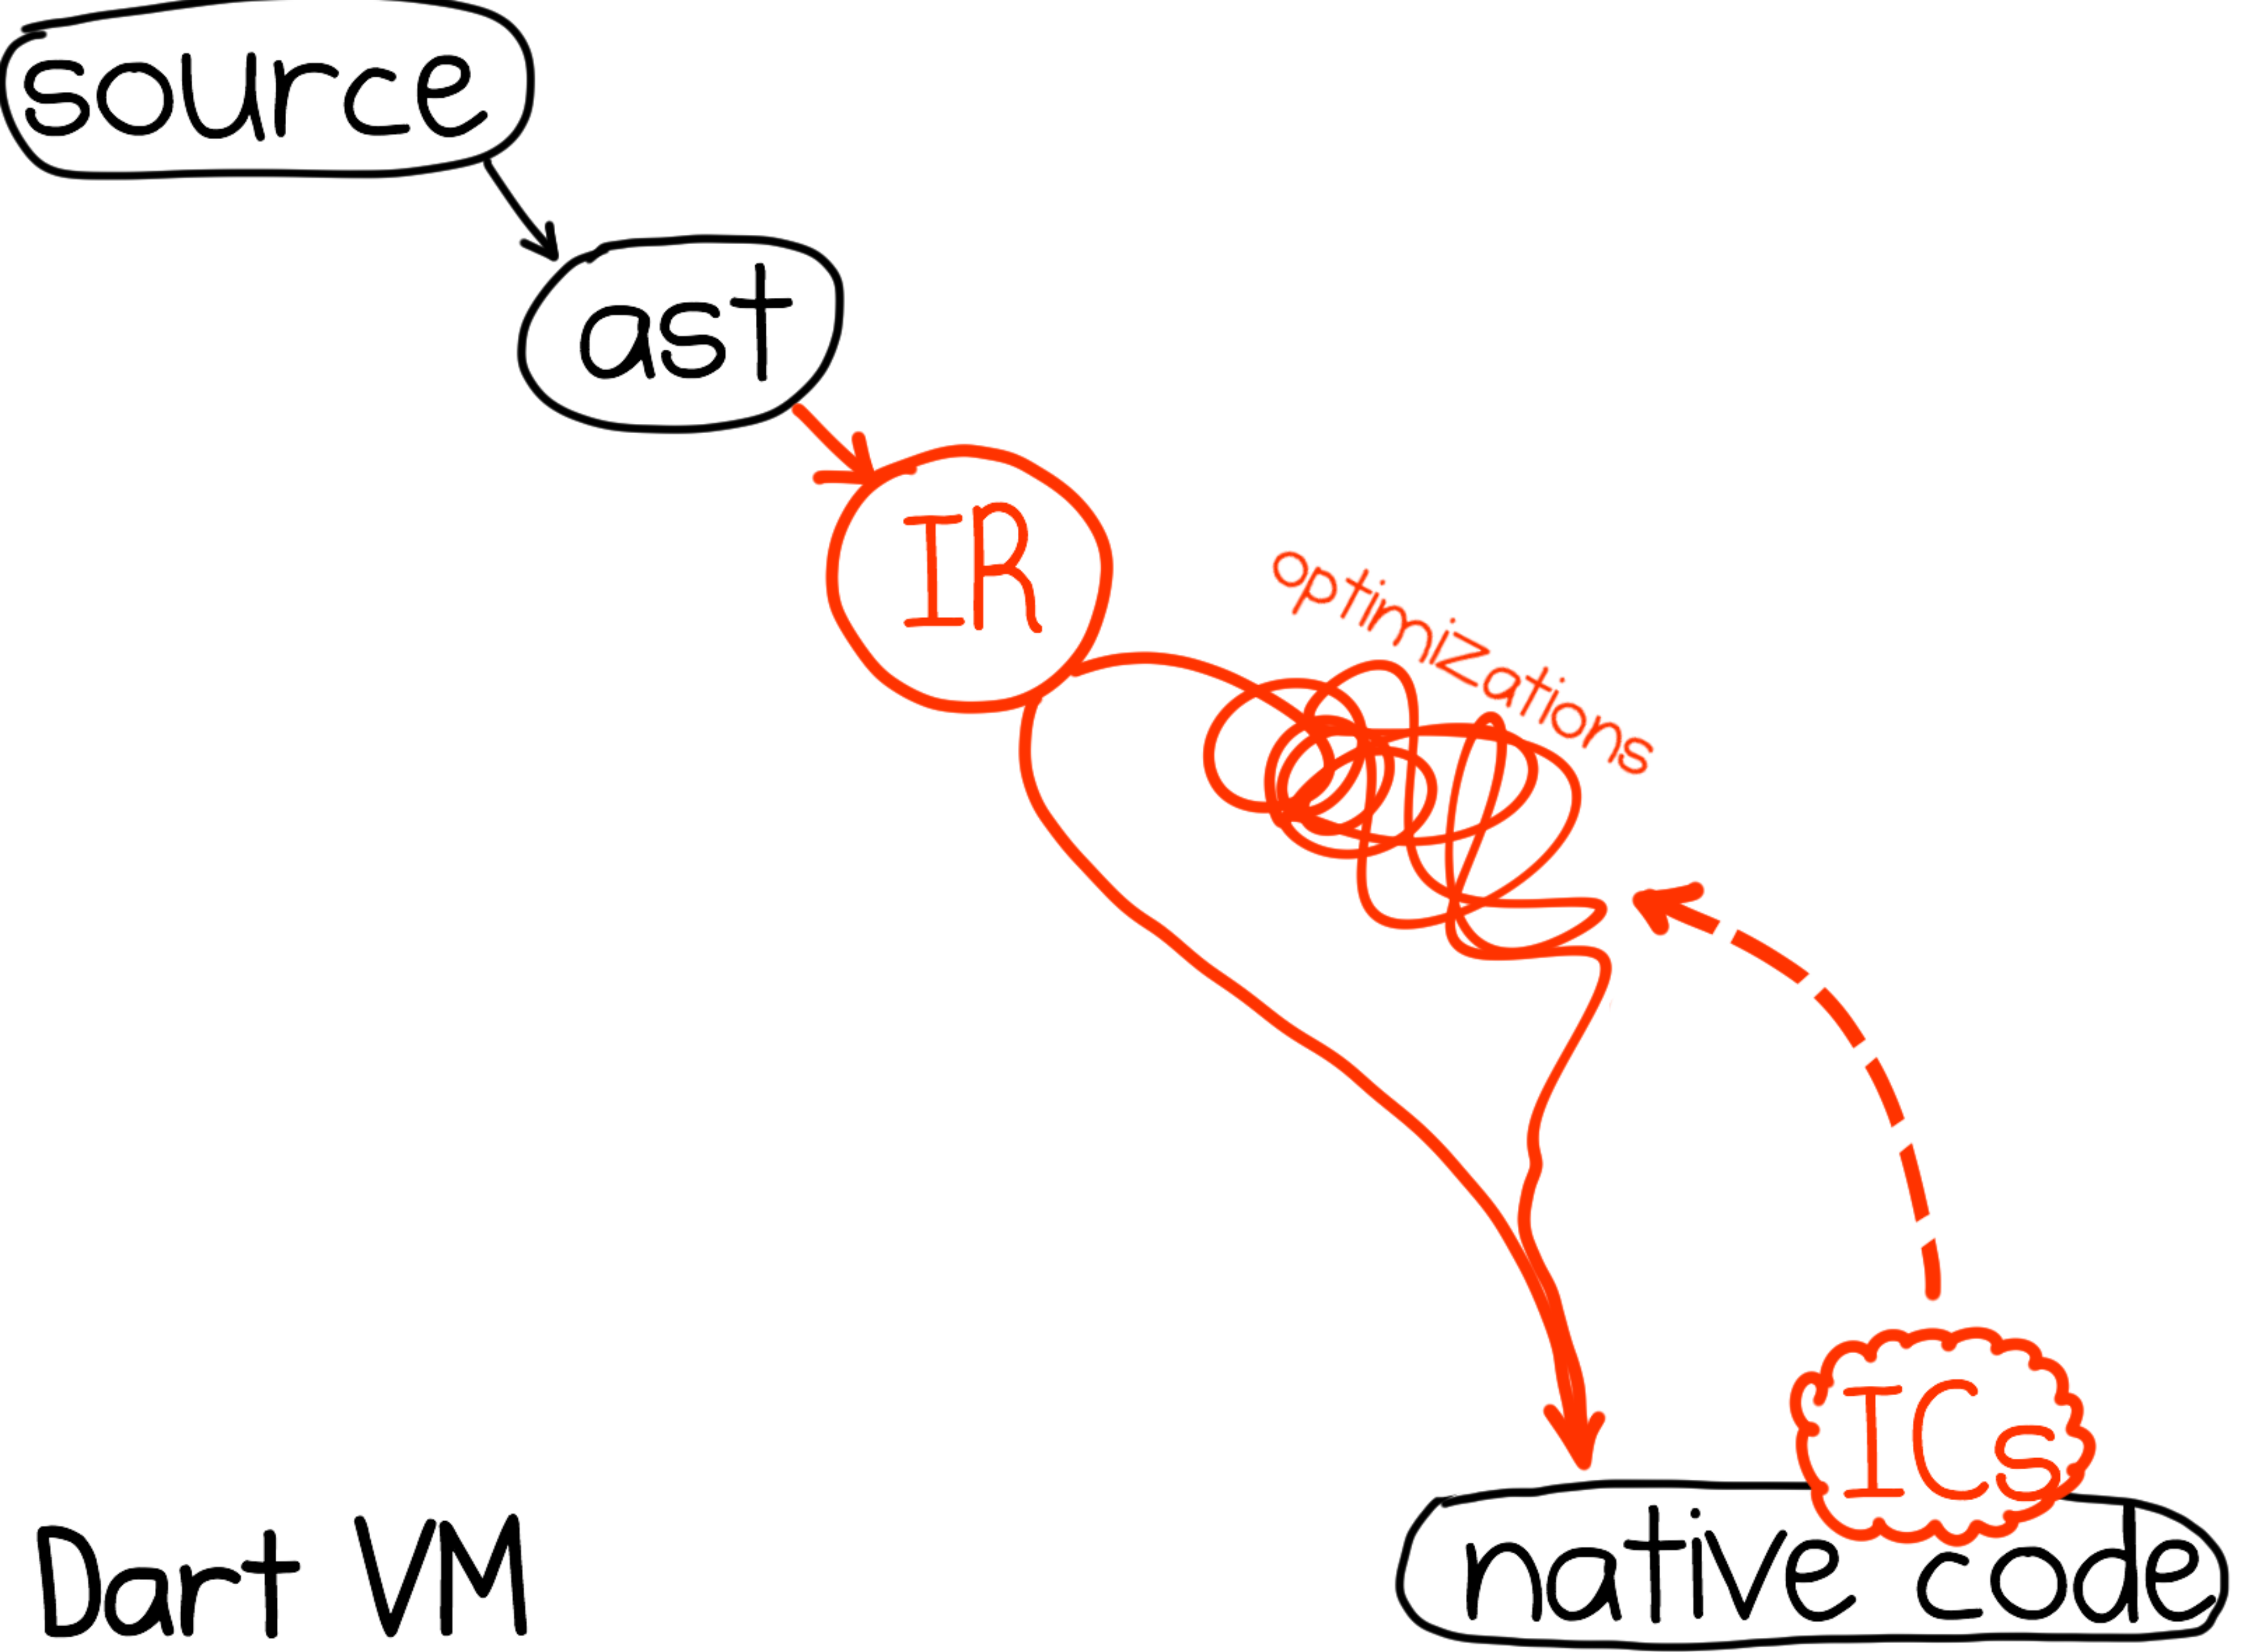 source
ast
IR
optimizations
ICs
native code
Dart VM